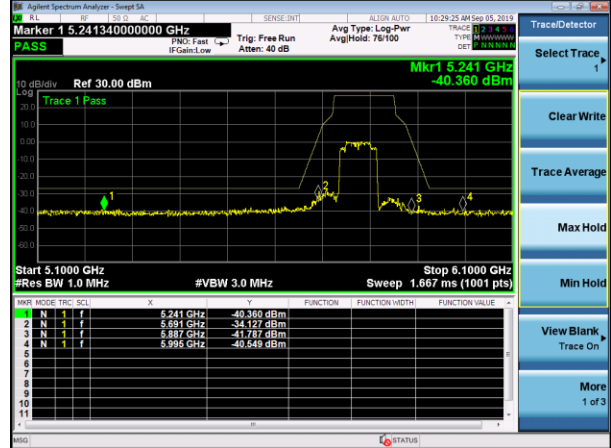 Agilent Spectrum Analyzer - Swept SA
RL RF 50 Ω AC SENSE:INT ALIGN AUTO 10:29:25 AM Sep 05, 2019
Marker 1 5.241340000000 GHz
PNO: Fast
IFGain:Low
Trig: Free Run
Atten: 40 dB
Avg Type: Log-Pwr
Avg|Hold: 76/100
TRACE 1 2 3 4 5 6
TYPE M W W W W W
DET P N N N N N
PASS
Mkr1 5.241 GHz
-40.360 dBm
10 dB/div Ref 30.00 dBm
Log
Trace 1 Pass
20.0
10.0
0.00
-10.0
-20.0
-30.0
-40.0
-50.0
-60.0
1
2
3
4
Start 5.1000 GHz Stop 6.1000 GHz
#Res BW 1.0 MHz #VBW 3.0 MHz Sweep 1.667 ms (1001 pts)
MKR MODE TRC SCL X Y FUNCTION FUNCTION WIDTH FUNCTION VALUE
1 N 1 f 5.241 GHz -40.360 dBm
2 N 1 f 5.691 GHz -34.127 dBm
3 N 1 f 5.887 GHz -41.787 dBm
4 N 1 f 5.995 GHz -40.549 dBm
5
6
7
8
9
10
11
MSG STATUS
Trace/Detector
Select Trace
1
Clear Write
Trace Average
Max Hold
Min Hold
View Blank
Trace On
More
1 of 3